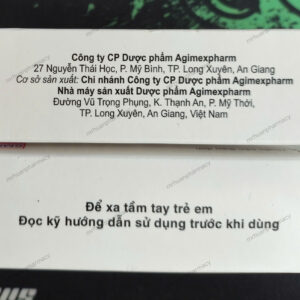 Công ty CP Dược phẩm Agimexpharm
27 Nguyễn Thái Học, P. Mỹ Bình, TP. Long Xuyên, An Giang
Cơ sở sản xuất: Chi nhánh Công ty CP Dược phẩm Agimexpharm
Nhà máy sản xuất Dược phẩm Agimexpharm
Đường Vũ Trọng Phụng, K. Thạnh An, P. Mỹ Thới,
TP. Long Xuyên, An Giang, Việt Nam
Để xa tầm tay trẻ em
Đọc kỹ hướng dẫn sử dụng trước khi dùng